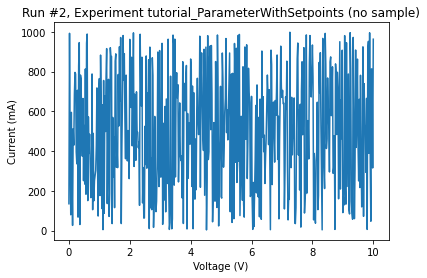 Run #2, Experiment tutorial_ParameterWithSetpoints (no sample)
1000
800
600
400
200
0
Current (mA)
0 2 4 6 8 10
Voltage (V)